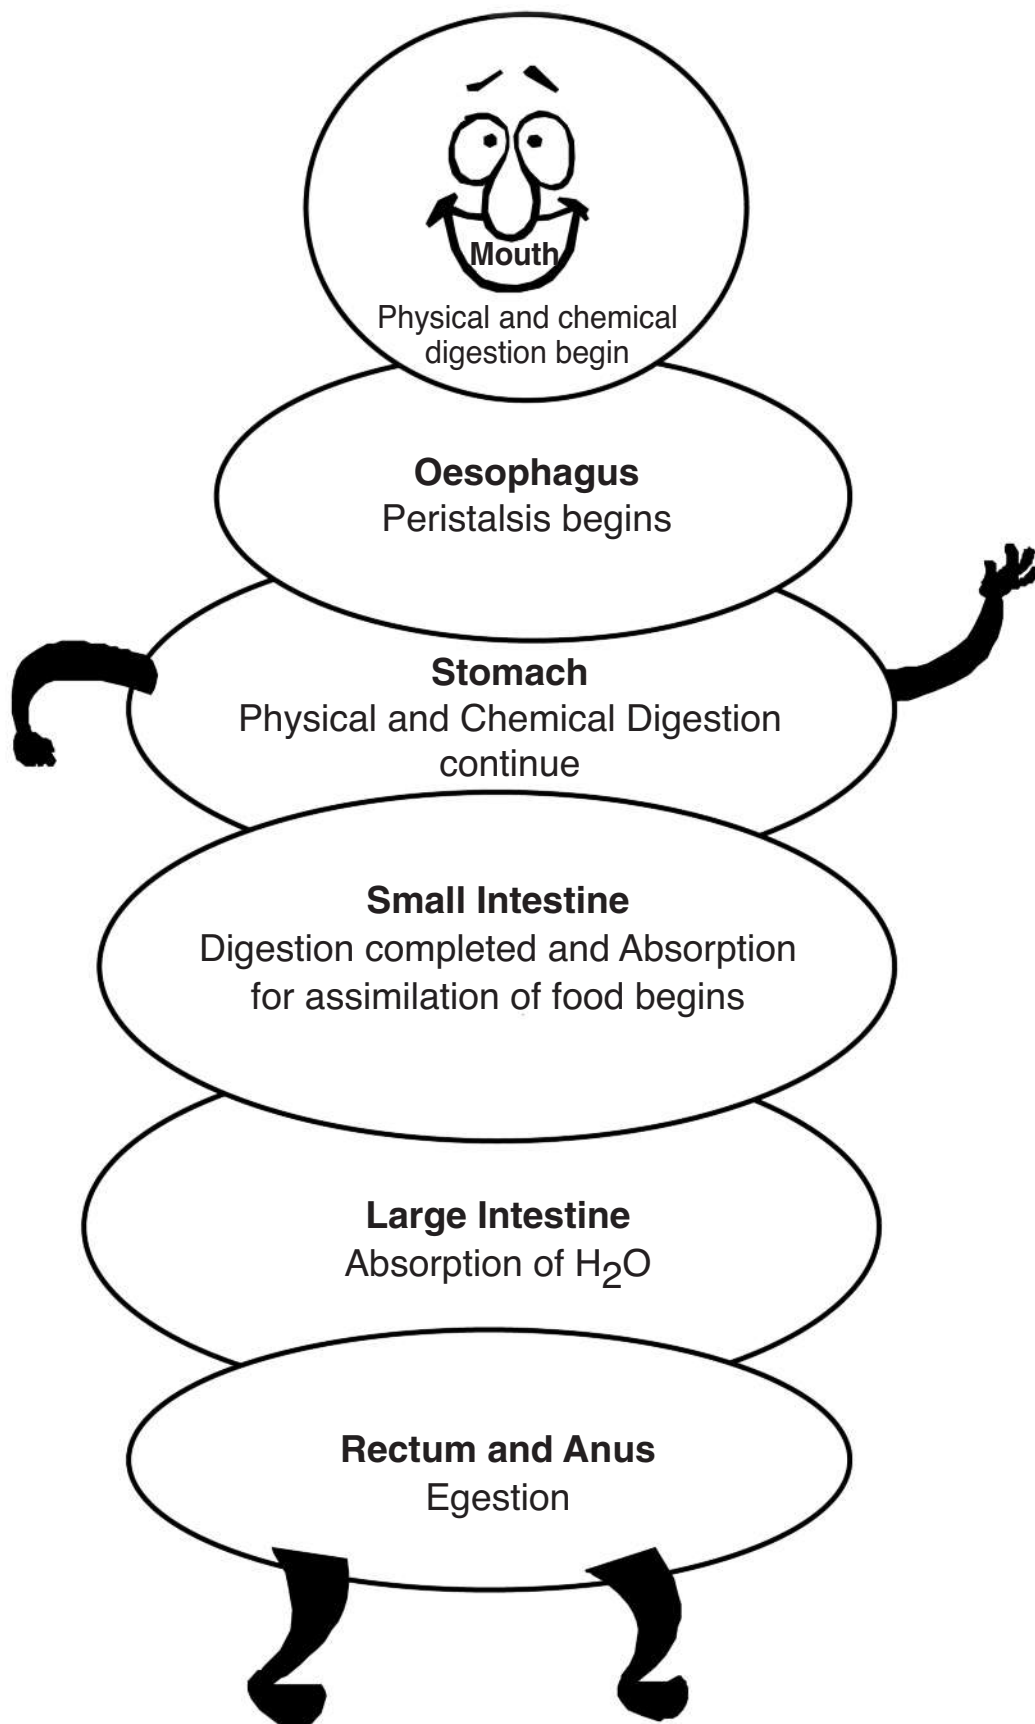 Mouth
Physical and chemical
digestion begin
Oesophagus
Peristalsis begins
Stomach
Physical and Chemical Digestion
continue
Small Intestine
Digestion completed and Absorption
for assimilation of food begins
Large Intestine
Absorption of H₂O
Rectum and Anus
Egestion